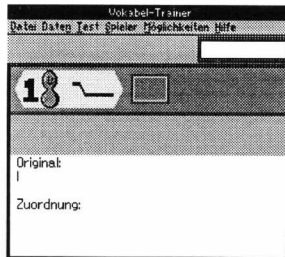 Vokabel-Trainer
Datei Daten Test Spieler Möglichkeiten Hilfe
1
Original:
Zuordnung: